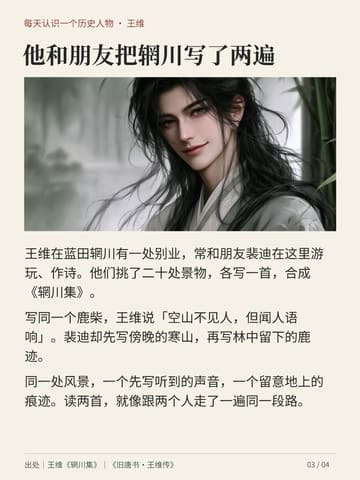 每天认识一个历史人物 · 王维
他和朋友把辋川写了两遍
王维在蓝田辋川有一处别业，常和朋友裴迪在这里游
玩、作诗。他们挑了二十处景物，各写一首，合成
《辋川集》。
写同一个鹿柴，王维说「空山不见人，但闻人语
响」。裴迪却先写傍晚的寒山，再写林中留下的鹿
迹。
同一处风景，一个先写听到的声音，一个留意地上的
痕迹。读两首，就像跟两个人走了一遍同一段路。
出处｜王维《辋川集》｜《旧唐书·王维传》
03 / 04